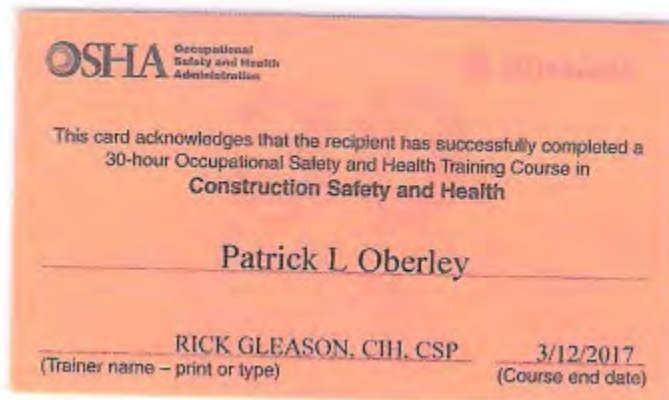 OSHA
Occupational
Safety and Health
Administration
This card acknowledges that the recipient has successfully completed a
30-hour Occupational Safety and Health Training Course in
Construction Safety and Health
Patrick L Oberley
RICK GLEASON, CIH, CSP 3/12/2017
(Trainer name – print or type) (Course end date)